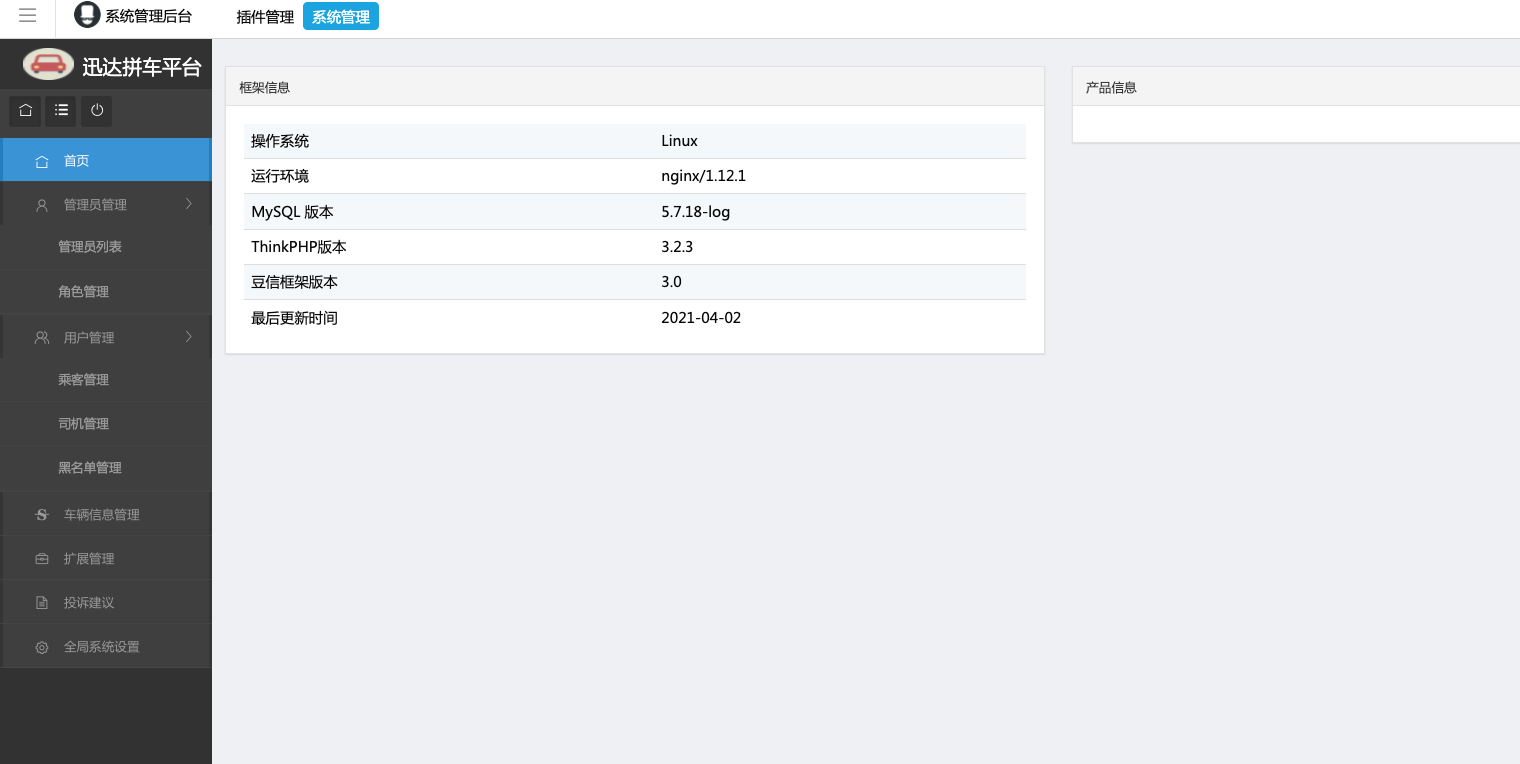 系统管理后台 插件管理 系统管理
迅达拼车平台
首页
管理员管理
管理员列表
角色管理
用户管理
乘客管理
司机管理
黑名单管理
车辆信息管理
扩展管理
投诉建议
全局系统设置
框架信息
操作系统 Linux
运行环境 nginx/1.12.1
MySQL 版本 5.7.18-log
ThinkPHP版本 3.2.3
豆信框架版本 3.0
最后更新时间 2021-04-02
产品信息